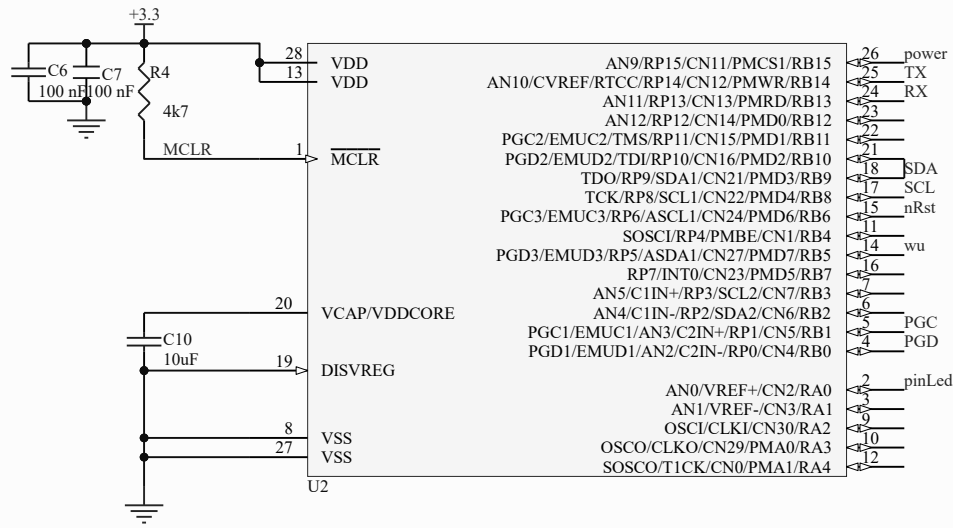 +3.3
C6
100 nF
C7
100 nF
R4
4k7
MCLR
28 VDD
13 VDD
1 MCLR
20 VCAP/VDDCORE
C10
10uF
19 DISVREG
8 VSS
27 VSS
U2
AN9/RP15/CN11/PMCS1/RB15 26 power
AN10/CVREF/RTCC/RP14/CN12/PMWR/RB14 25 TX
AN11/RP13/CN13/PMRD/RB13 24 RX
AN12/RP12/CN14/PMD0/RB12 23
PGC2/EMUC2/TMS/RP11/CN15/PMD1/RB11 22
PGD2/EMUD2/TDI/RP10/CN16/PMD2/RB10 21
TDO/RP9/SDA1/CN21/PMD3/RB9 18 SDA
TCK/RP8/SCL1/CN22/PMD4/RB8 17 SCL
PGC3/EMUC3/RP6/ASCL1/CN24/PMD6/RB6 15 nRst
SOSCI/RP4/PMBE/CN1/RB4 11
PGD3/EMUD3/RP5/ASDA1/CN27/PMD7/RB5 14 wu
RP7/INT0/CN23/PMD5/RB7 16
AN5/C1IN+/RP3/SCL2/CN7/RB3 7
AN4/C1IN-/RP2/SDA2/CN6/RB2 6
PGC1/EMUC1/AN3/C2IN+/RP1/CN5/RB1 5 PGC
PGD1/EMUD1/AN2/C2IN-/RP0/CN4/RB0 4 PGD
AN0/VREF+/CN2/RA0 2 pinLed
AN1/VREF-/CN3/RA1 3
OSCI/CLKI/CN30/RA2 9
OSCO/CLKO/CN29/PMA0/RA3 10
SOSCO/T1CK/CN0/PMA1/RA4 12